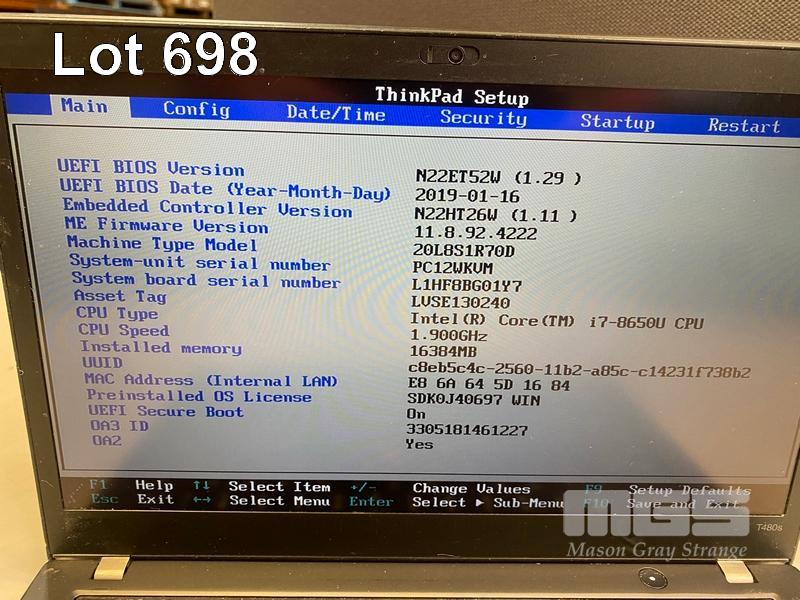 Lot 698
ThinkPad Setup
Main Config Date/Time Security Startup Restart
UEFI BIOS Version N22ET52W (1.29 )
UEFI BIOS Date (Year-Month-Day) 2019-01-16
Embedded Controller Version N22HT26W (1.11 )
ME Firmware Version 11.8.92.4222
Machine Type Model 20L8S1R70D
System-unit serial number PC12WKVM
System board serial number L1HF8BG01Y7
Asset Tag LVSE130240
CPU Type Intel(R) Core(TM) i7-8650U CPU
CPU Speed 1.900GHz
Installed memory 16384MB
UUID c8eb5c4c-2560-11b2-a85c-c14231f738b2
MAC Address (Internal LAN) E8 6A 64 5D 16 84
Preinstalled OS License SDK0J40697 WIN
UEFI Secure Boot On
OA3 ID 3305181461227
OA2 Yes
F1 Help ↑↓ Select Item +/- Change Values F9 Setup Defaults
Esc Exit ↔ Select Menu Enter Select ▶ Sub-Menu F10 Save and Exit
MGS
T480s
Mason Gray Strange